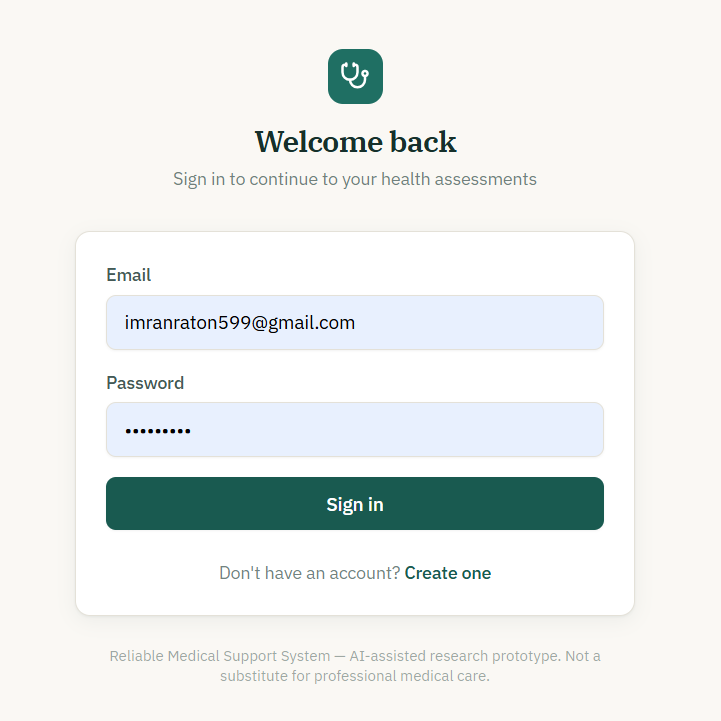 Welcome back
Sign in to continue to your health assessments
Email
imranraton599@gmail.com
Password
•••••••••
Sign in
Don't have an account? Create one
Reliable Medical Support System — AI-assisted research prototype. Not a
substitute for professional medical care.